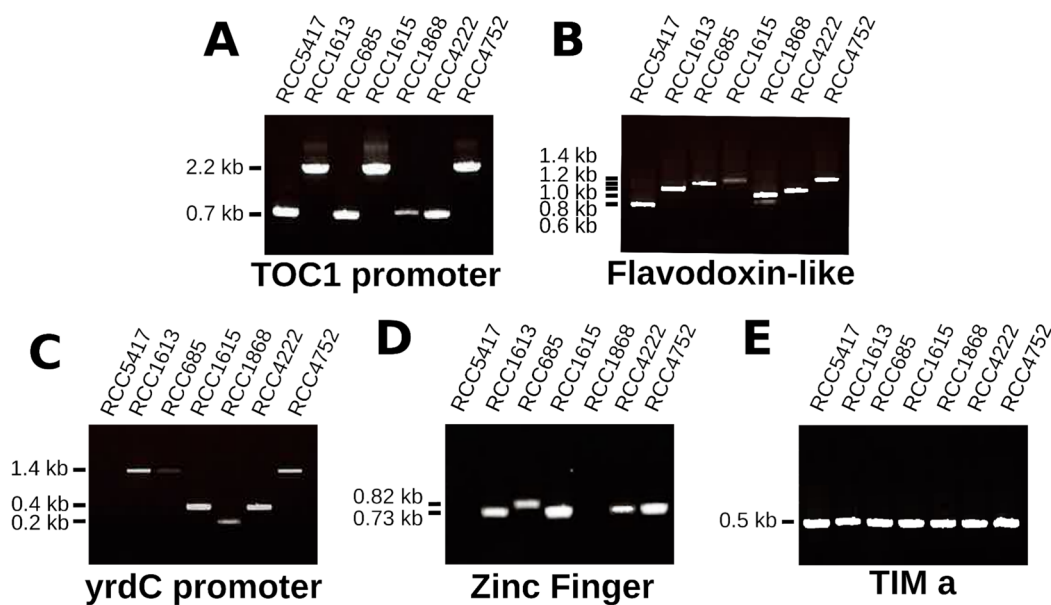 A
RCC5417
RCC1613
RCC685
RCC1615
RCC1868
RCC4222
RCC4752
2.2 kb
0.7 kb
TOC1 promoter
B
RCC5417
RCC1613
RCC685
RCC1615
RCC1868
RCC4222
RCC4752
1.4 kb
1.2 kb
1.0 kb
0.8 kb
0.6 kb
Flavodoxin-like
C
RCC5417
RCC1613
RCC685
RCC1615
RCC1868
RCC4222
RCC4752
1.4 kb
0.4 kb
0.2 kb
yrdC promoter
D
RCC5417
RCC1613
RCC685
RCC1615
RCC1868
RCC4222
RCC4752
0.82 kb
0.73 kb
Zinc Finger
E
RCC5417
RCC1613
RCC685
RCC1615
RCC1868
RCC4222
RCC4752
0.5 kb
TIM a